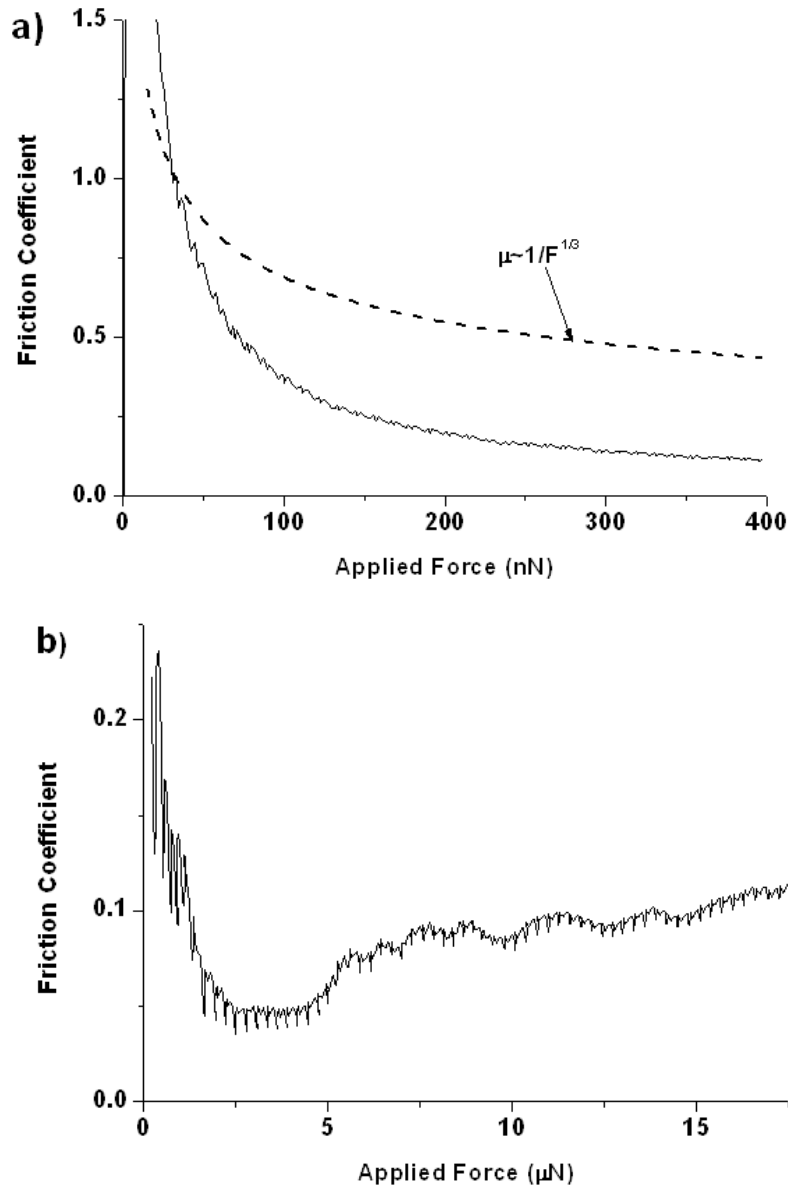 a)
1.5
1.0
0.5
0.0
Friction Coefficient
μ~1/F^1/3
0 100 200 300 400
Applied Force (nN)
b)
0.2
0.1
0.0
Friction Coefficient
0 5 10 15
Applied Force (μN)